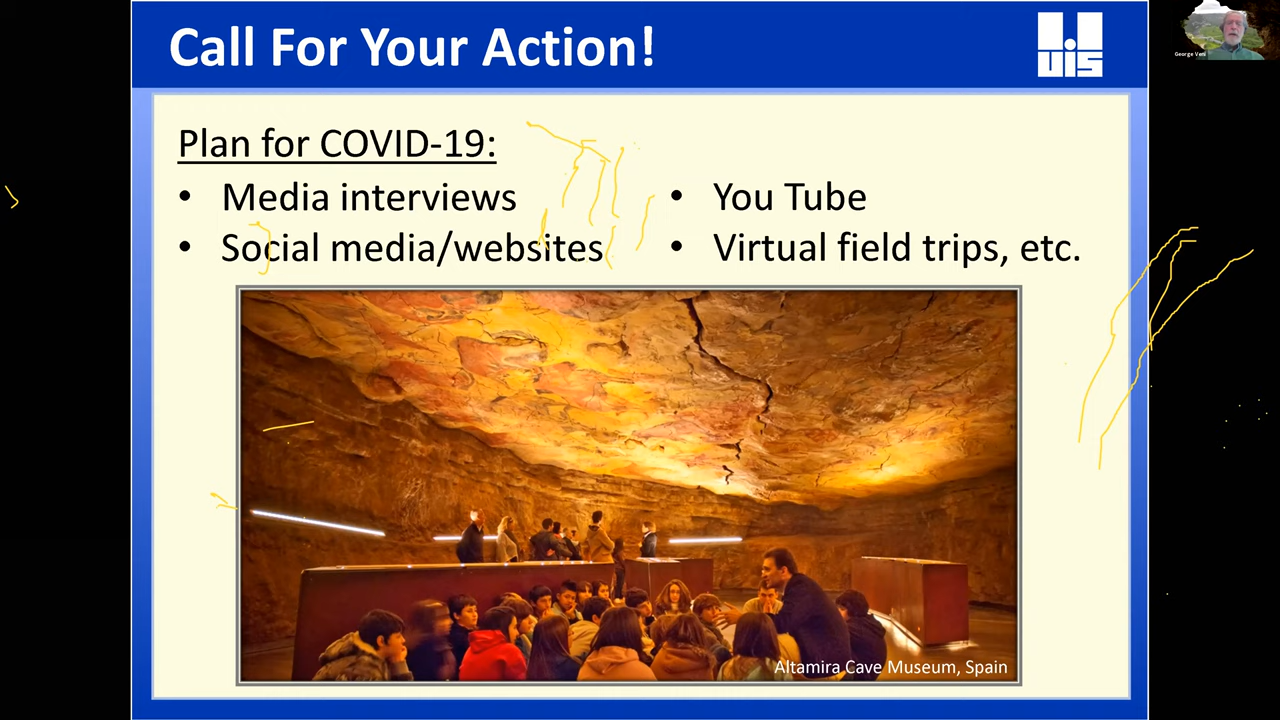 Call For Your Action!
UIS
George Veni
Plan for COVID-19:
• Media interviews
• Social media/websites
• You Tube
• Virtual field trips, etc.
Altamira Cave Museum, Spain